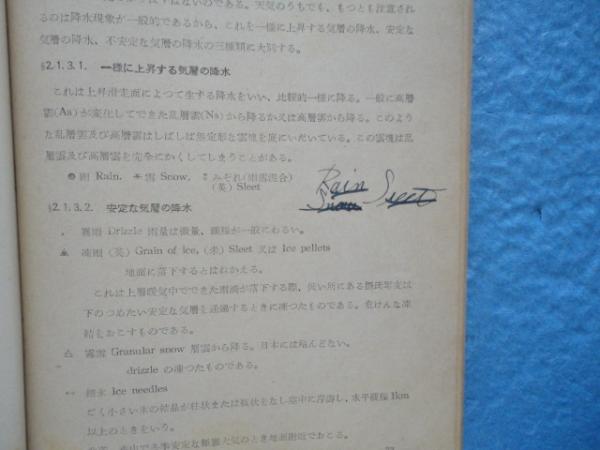 るのは降水現象が一般的であるから、これを一様に上昇する気層の降水、安定な
気層の降水、不安定な気層の降水の三種類に大別する。
§2.1.3.1. 一様に上昇する気層の降水
これは上昇滑走面によつて生ずる降水をいい、比較的一様に降る。一般に高層
雲(As)が変化してできた乱層雲(Ns)から降るか又は高層雲から降る。このよう
な乱層雲及び高層雲はしばしば無定形な雲塊を底にいだいている。この雲塊は乱
層雲及び高層雲を完全にかくしてしまうことがある。
雨 Rain, 雪 Snow, みぞれ(雨雪混合)
(英) Sleet
Rain
Snow Sleet
§2.1.3.2. 安定な気層の降水
霧雨 Drizzle 雨量は微量、視程が一般にわるい。
凍雨 (英) Grain of ice, (米) Sleet 又は Ice pellets
地面に落下するとはねかえる。
これは上層暖気中でできた雨滴が落下する際、低い所にある
下のつめたい安定な気層を通過するときに凍つたものである。
結をおこすものである。
△ 霧雪 Granular snow 層雲から降る。日本には殆んどない。
drizzle の凍つたものである。
↔ 細氷 Ice needles
だく小さい氷の結晶が柱状または板状をなし空中に浮游し、水平視程 1km
以上のときをいう。